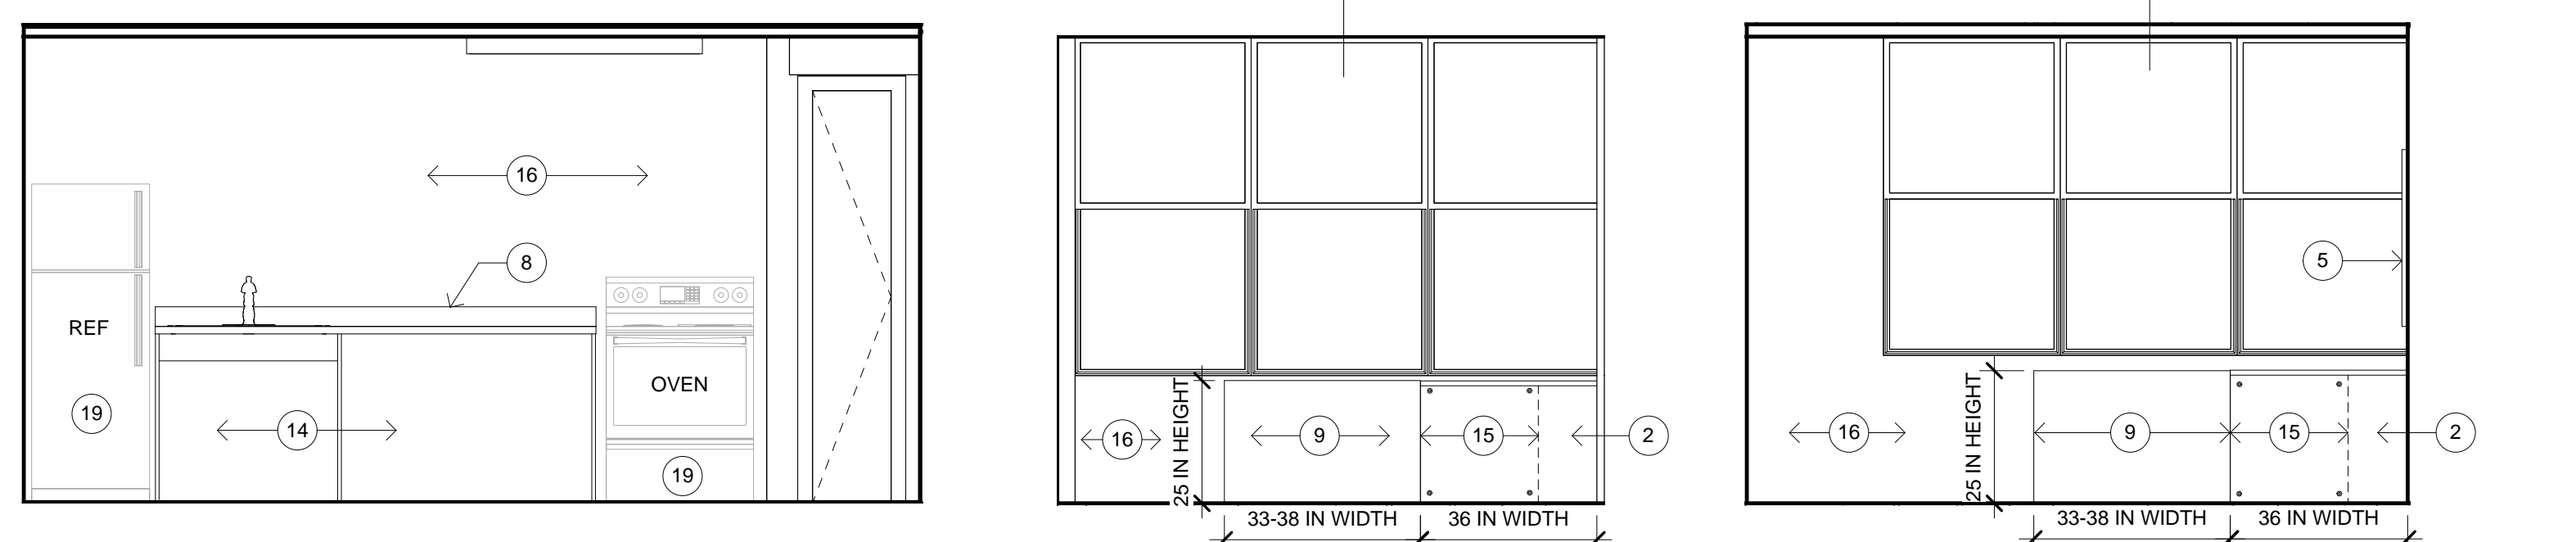 16
8
REF
OVEN
19
14
19
16
25 IN HEIGHT
9
15
2
33-38 IN WIDTH
36 IN WIDTH
5
16
25 IN HEIGHT
9
15
2
33-38 IN WIDTH
36 IN WIDTH